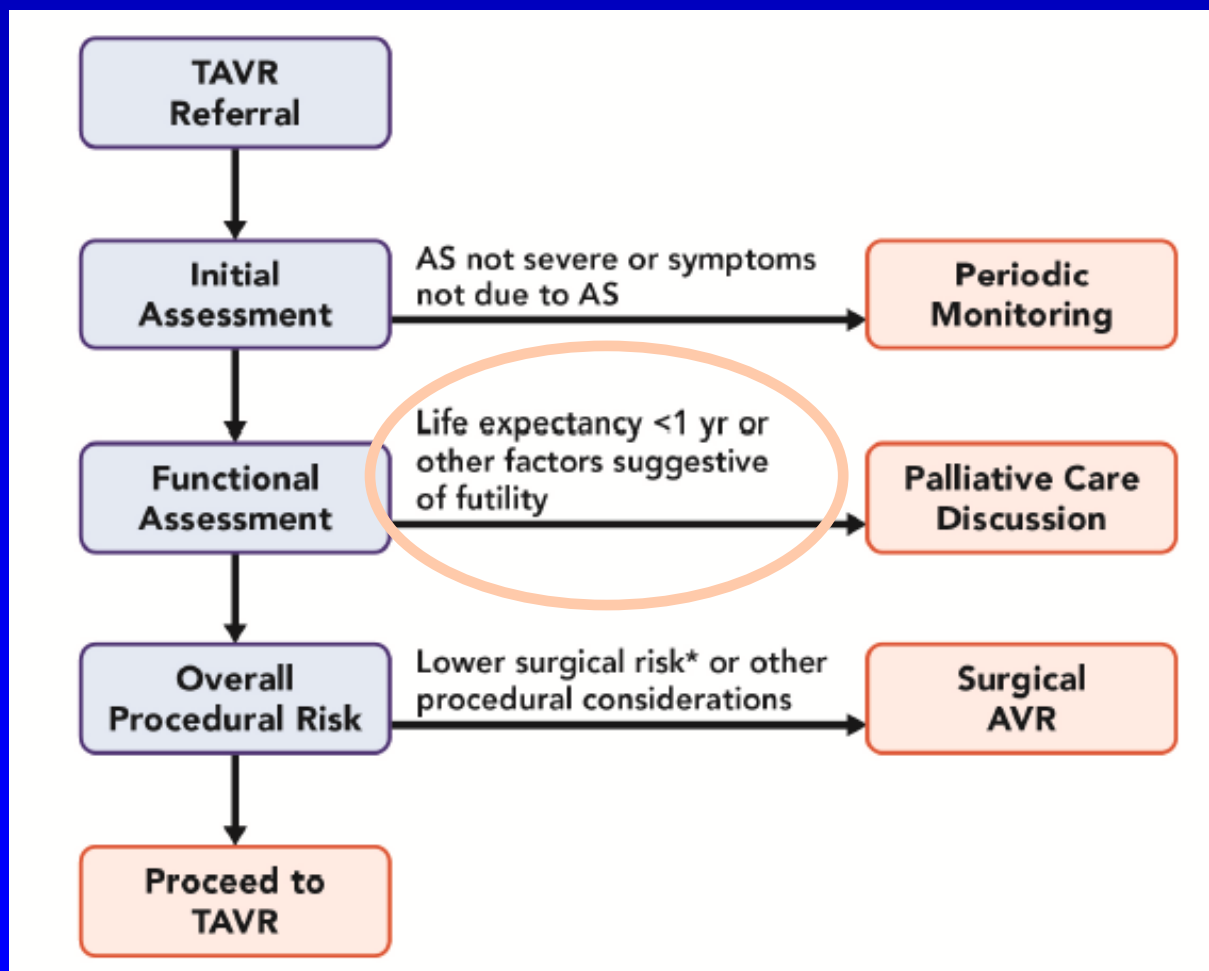 TAVR
Referral
Initial
Assessment
AS not severe or symptoms
not due to AS
Periodic
Monitoring
Functional
Assessment
Life expectancy <1 yr or
other factors suggestive
of futility
Palliative Care
Discussion
Overall
Procedural Risk
Lower surgical risk* or other
procedural considerations
Surgical
AVR
Proceed to
TAVR